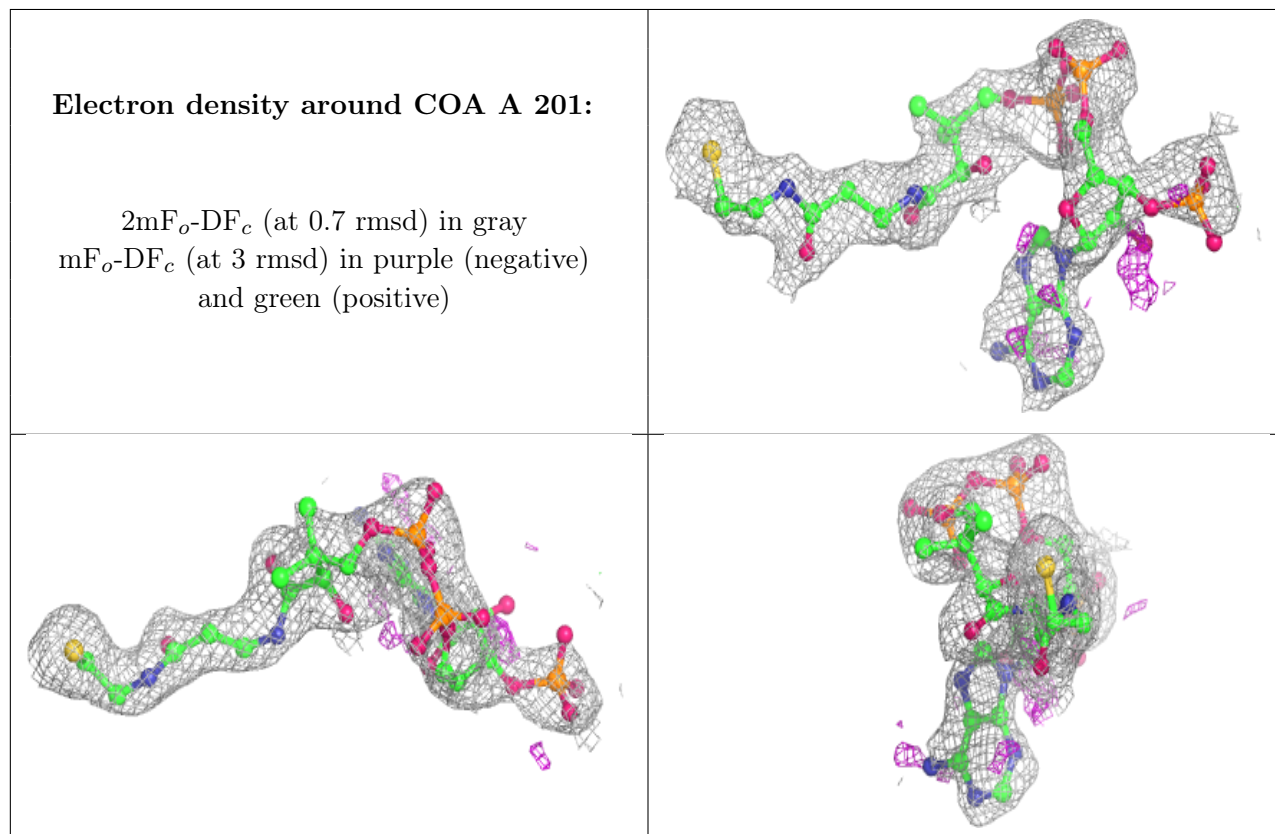 Electron density around COA A 201:
2mFo-DFc (at 0.7 rmsd) in gray
mFo-DFc (at 3 rmsd) in purple (negative)
and green (positive)